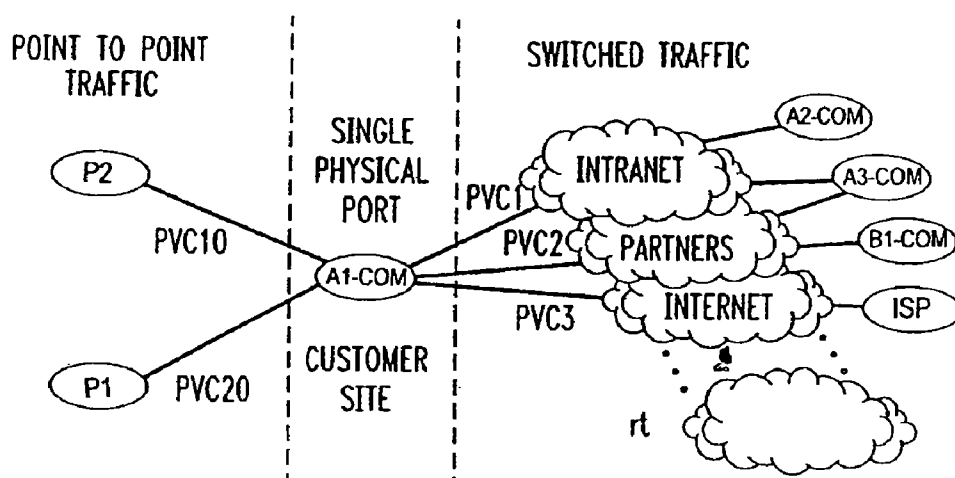 POINT TO POINT
TRAFFIC
SWITCHED TRAFFIC
SINGLE
PHYSICAL
PORT
CUSTOMER
SITE
P2
P1
PVC10
PVC20
A1-COM
PVC1
PVC2
PVC3
INTRANET
PARTNERS
INTERNET
A2-COM
A3-COM
B1-COM
ISP
rt